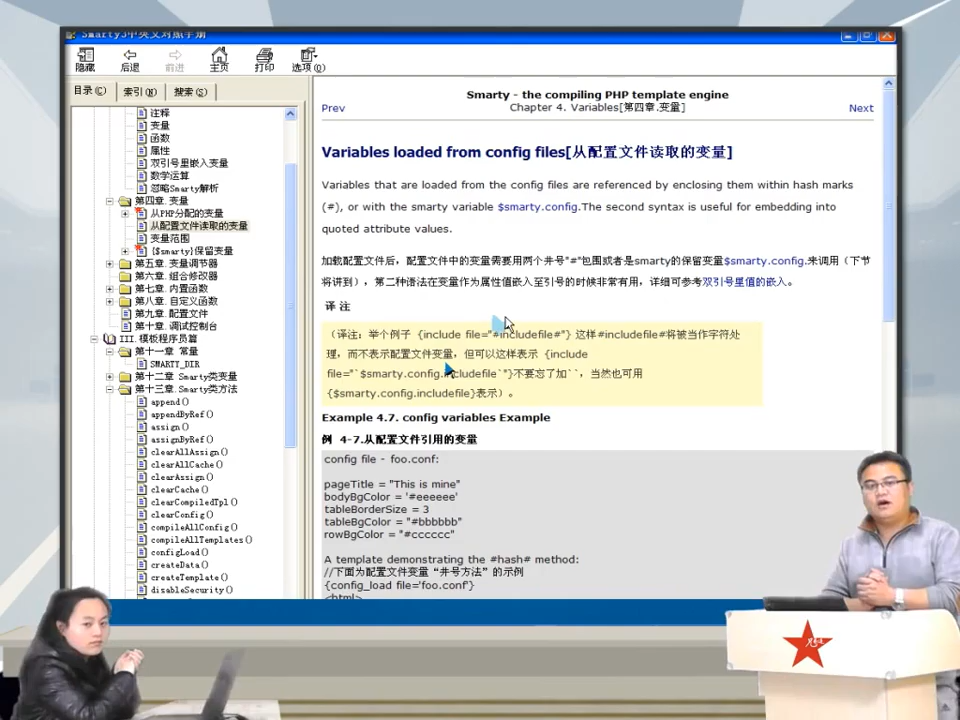 Smarty3中英文对照手册
隐藏
后退
前进
主页
打印
选项(O)
目录(C)
索引(N)
搜索(S)
注释
变量
函数
属性
双引号里嵌入变量
数学运算
忽略Smarty解析
第四章.变量
从PHP分配的变量
从配置文件读取的变量
变量范围
{$smarty}保留变量
第五章.变量调节器
第六章.组合修改器
第七章.内置函数
第八章.自定义函数
第九章.配置文件
第十章.调试控制台
III.模板程序员篇
第十一章 常量
SMARTY_DIR
第十二章 Smarty类变量
第十三章.Smarty类方法
append()
appendByRef()
assign()
assignByRef()
clearAllAssign()
clearAllCache()
clearAssign()
clearCache()
clearCompiledTpl()
clearConfig()
compileAllConfig()
compileAllTemplates()
configLoad()
createData()
createTemplate()
disableSecurity()
Smarty - the compiling PHP template engine
Prev
Chapter 4. Variables[第四章.变量]
Next
Variables loaded from config files[从配置文件读取的变量]
Variables that are loaded from the config files are referenced by enclosing them within hash marks
(#), or with the smarty variable $smarty.config.The second syntax is useful for embedding into
quoted attribute values.
加载配置文件后，配置文件中的变量需要用两个井号"#"包围或者是smarty的保留变量$smarty.config.来调用（下节
将讲到），第二种语法在变量作为属性值嵌入至引号的时候非常有用，详细可参考双引号里值的嵌入。
译 注
（译注：举个例子 {include file="#includefile#"} 这样#includefile#将被当作字符处
理，而不表示配置文件变量，但可以这样表示 {include
file="`$smarty.config.includefile`"}不要忘了加``，当然也可用
{$smarty.config.includefile}表示）。
Example 4.7. config variables Example
例 4-7.从配置文件引用的变量
config file - foo.conf:
pageTitle = "This is mine"
bodyBgColor = '#eeeeee'
tableBorderSize = 3
tableBgColor = "#bbbbbb"
rowBgColor = "#cccccc"
A template demonstrating the #hash# method:
//下面为配置文件变量“井号方法”的示例
{config_load file='foo.conf'}
<html>